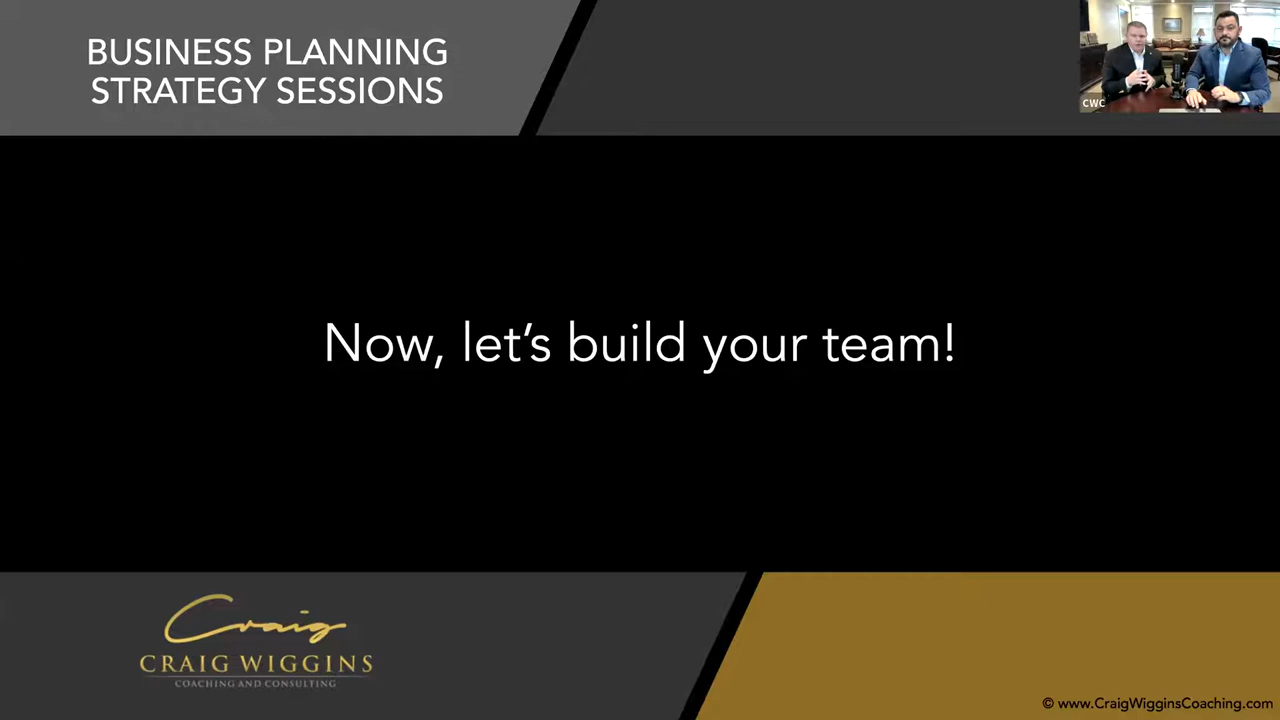 BUSINESS PLANNING
STRATEGY SESSIONS
CWC
Now, let's build your team!
Craig
CRAIG WIGGINS
COACHING AND CONSULTING
© www.CraigWigginsCoaching.com